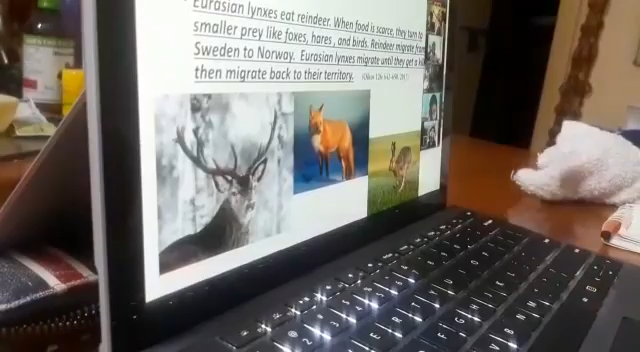 Eurasian lynxes eat reindeer. When food is scarce, they turn to
smaller prey like foxes, hares , and birds. Reindeer migrate from
Sweden to Norway. Eurasian lynxes migrate until they get a
then migrate back to their territory.